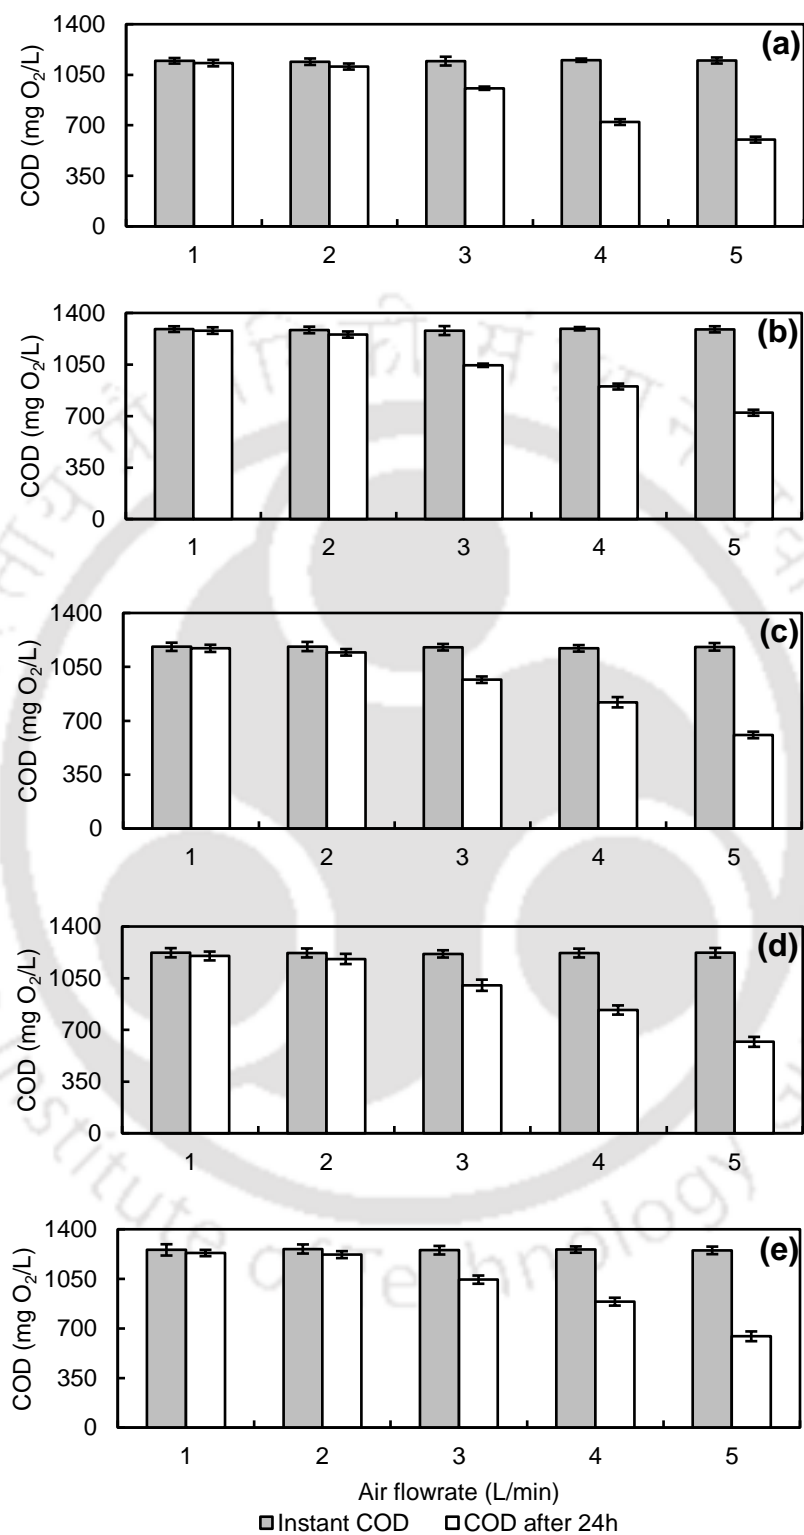 (a)
COD (mg O₂/L)
1400
1050
700
350
0
1 2 3 4 5
(b)
COD (mg O₂/L)
1400
1050
700
350
0
1 2 3 4 5
(c)
COD (mg O₂/L)
1400
1050
700
350
0
1 2 3 4 5
(d)
COD (mg O₂/L)
1400
1050
700
350
0
1 2 3 4 5
(e)
COD (mg O₂/L)
1400
1050
700
350
0
1 2 3 4 5
Air flowrate (L/min)
Instant COD COD after 24h
Institute of Technology